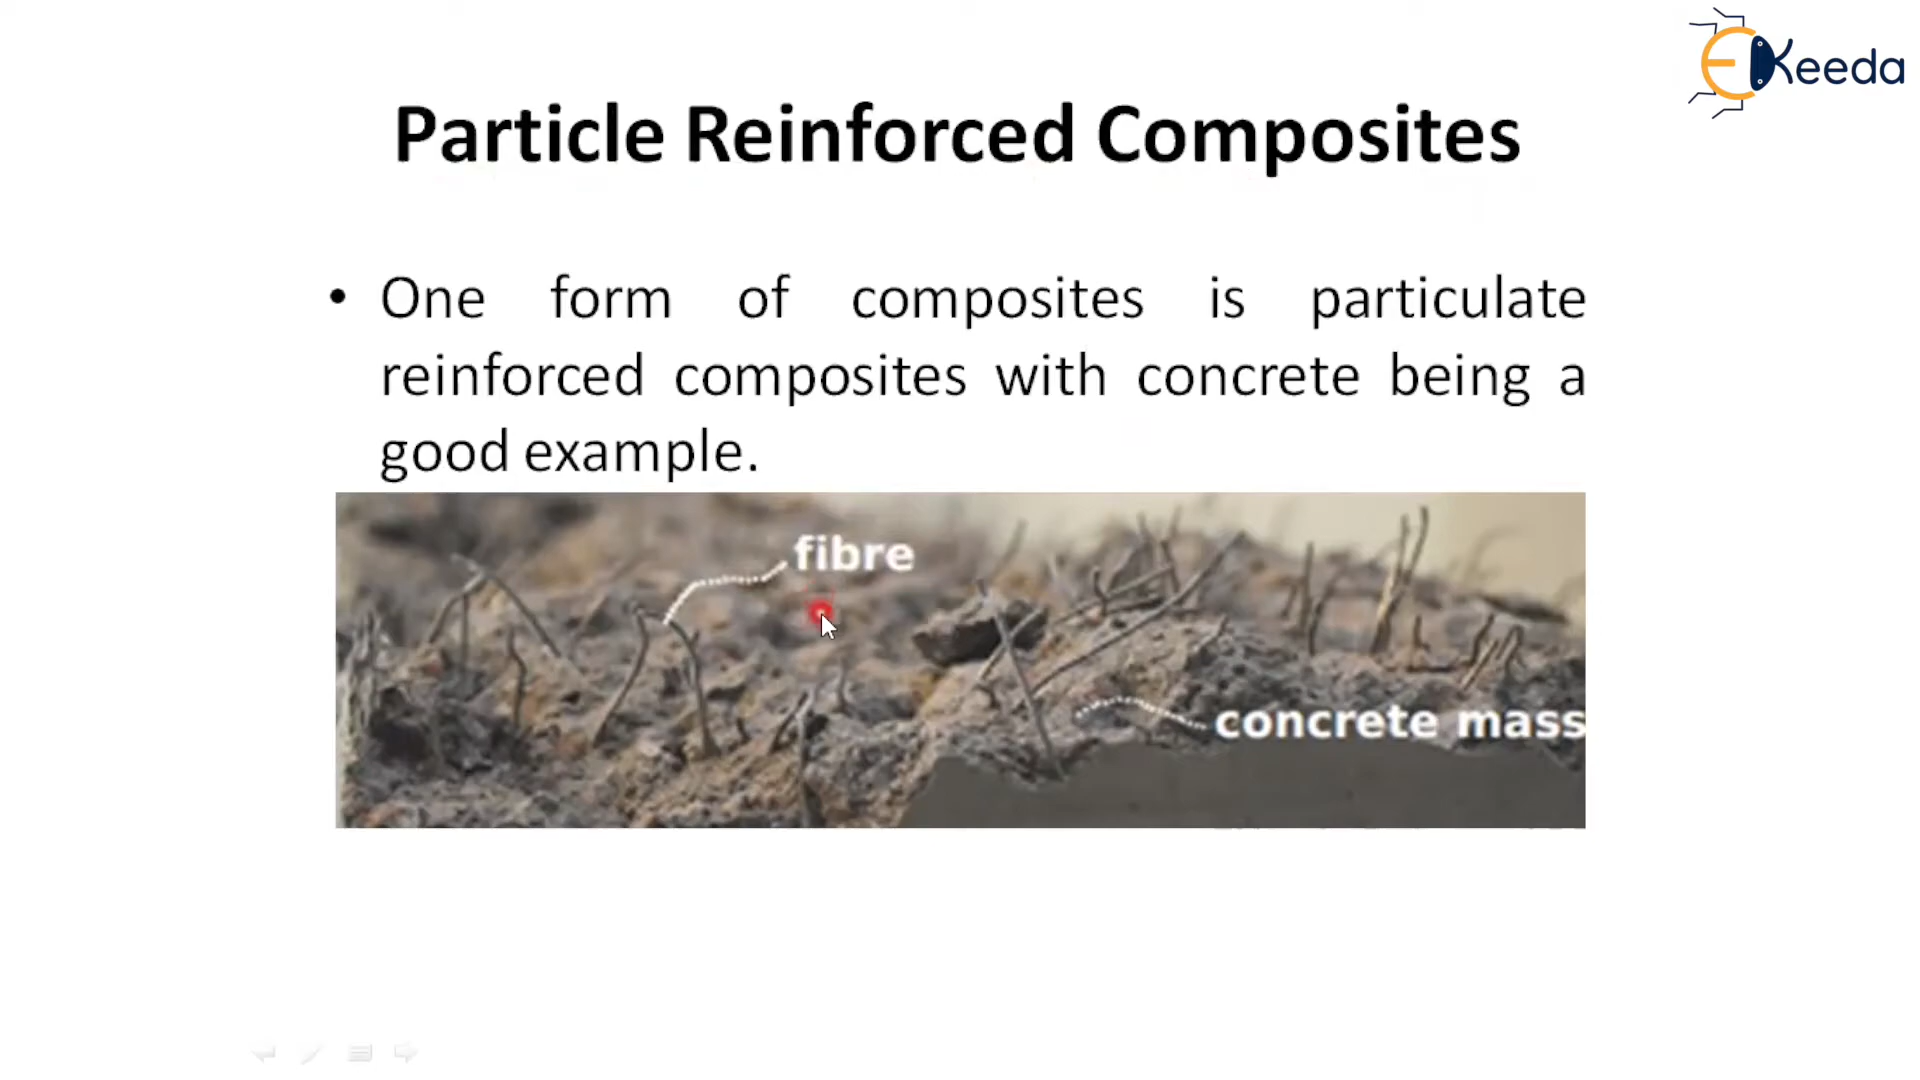 EKeeda
Particle Reinforced Composites
• One form of composites is particulate
reinforced composites with concrete being a
good example.
fibre
concrete mass